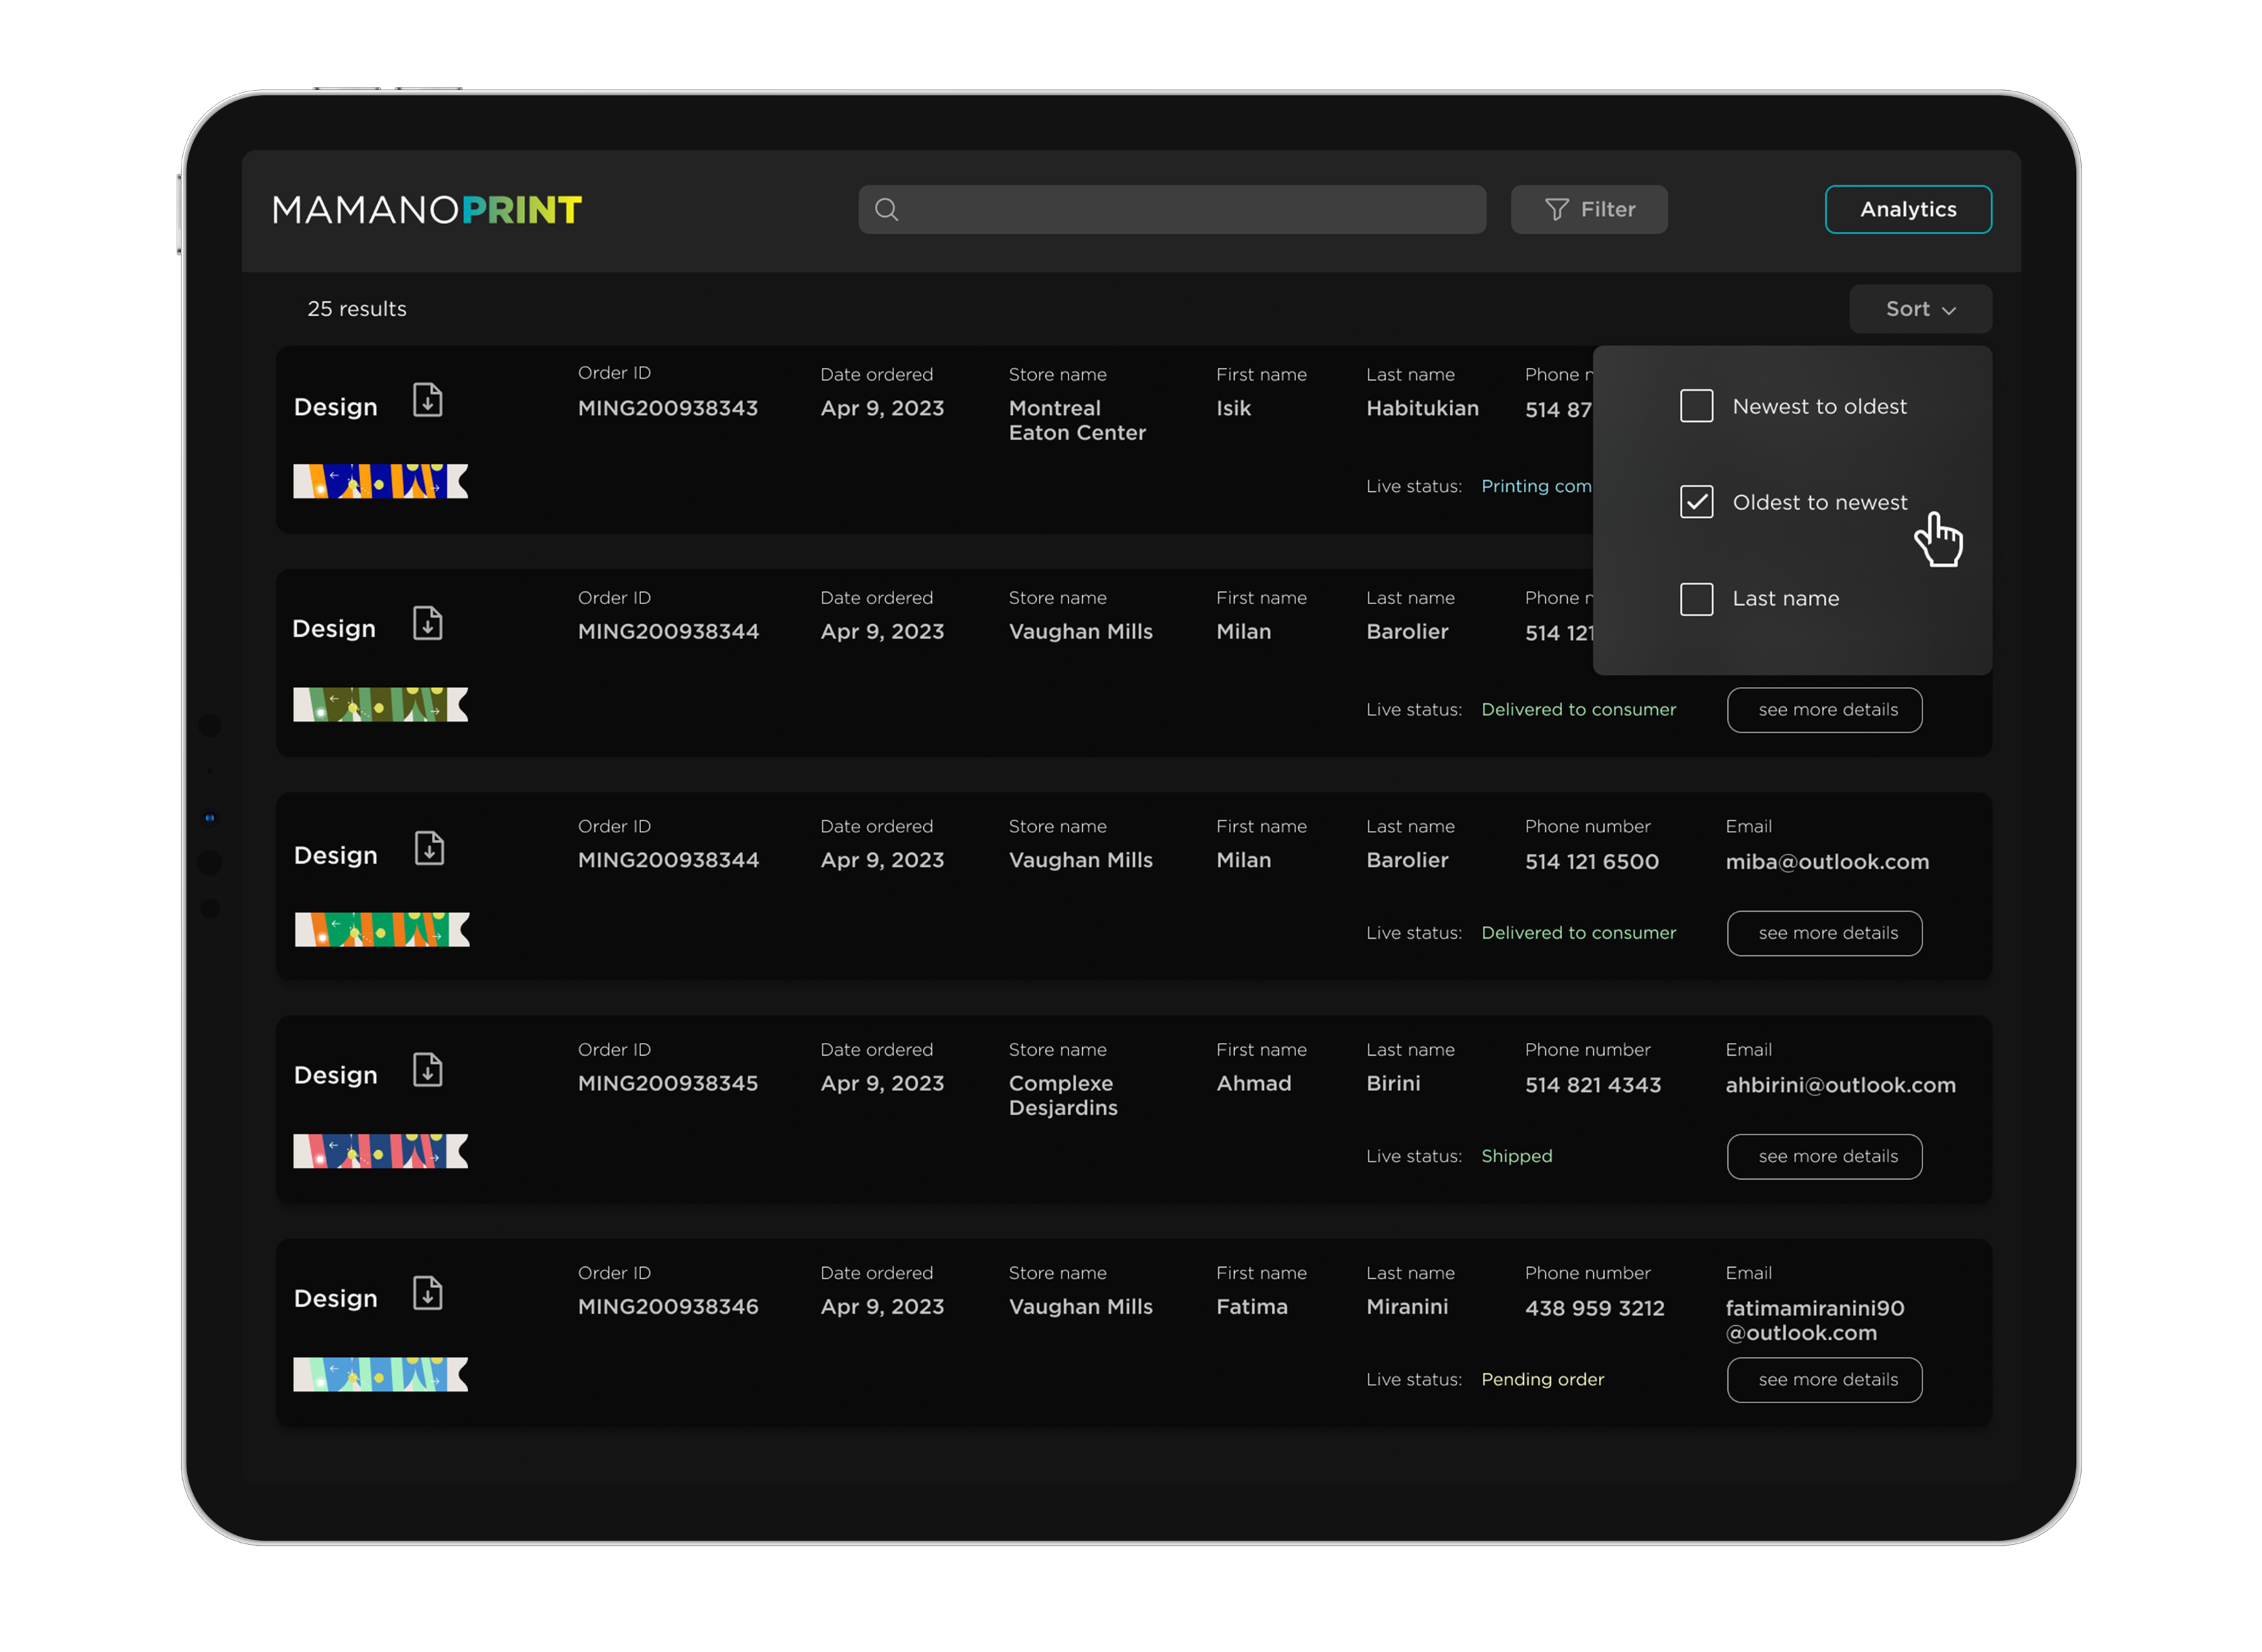 MAMANOPRINT
Filter
Analytics
25 results
Sort
Design
Order ID
MING200938343
Date ordered
Apr 9, 2023
Store name
Montreal
Eaton Center
First name
Isik
Last name
Habitukian
Phone n
514 87
Live status: Printing com
Newest to oldest
Oldest to newest
Last name
Design
Order ID
MING200938344
Date ordered
Apr 9, 2023
Store name
Vaughan Mills
First name
Milan
Last name
Barolier
Phone n
514 121
Live status: Delivered to consumer
see more details
Design
Order ID
MING200938344
Date ordered
Apr 9, 2023
Store name
Vaughan Mills
First name
Milan
Last name
Barolier
Phone number
514 121 6500
Email
miba@outlook.com
Live status: Delivered to consumer
see more details
Design
Order ID
MING200938345
Date ordered
Apr 9, 2023
Store name
Complexe
Desjardins
First name
Ahmad
Last name
Birini
Phone number
514 821 4343
Email
ahbirini@outlook.com
Live status: Shipped
see more details
Design
Order ID
MING200938346
Date ordered
Apr 9, 2023
Store name
Vaughan Mills
First name
Fatima
Last name
Miranini
Phone number
438 959 3212
Email
fatimamiranini90
@outlook.com
Live status: Pending order
see more details